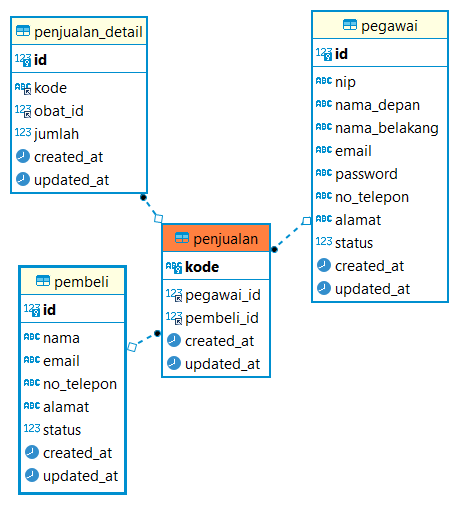 penjualan_detail
id
kode
obat_id
jumlah
created_at
updated_at
pegawai
id
nip
nama_depan
nama_belakang
email
password
no_telepon
alamat
status
created_at
updated_at
penjualan
kode
pegawai_id
pembeli_id
created_at
updated_at
pembeli
id
nama
email
no_telepon
alamat
status
created_at
updated_at